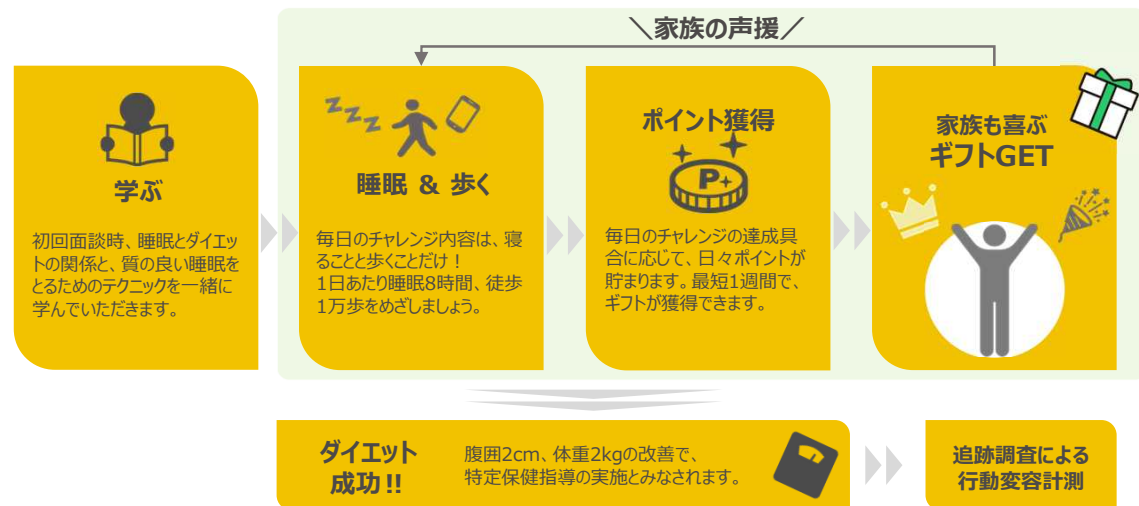 ＼家族の声援／
学ぶ
初回面談時、睡眠とダイエッ
トの関係と、質の良い睡眠を
とるためのテクニックを一緒に
学んでいただきます。
zzz
睡眠 & 歩く
毎日のチャレンジ内容は、寝
ることと歩くことだけ！
1日あたり睡眠8時間、徒歩
1万歩をめざしましょう。
ポイント獲得
P+
毎日のチャレンジの達成具
合に応じて、日々ポイントが
貯まります。最短1週間で、
ギフトが獲得できます。
家族も喜ぶ
ギフトGET
ダイエット
成功!!
腹囲2cm、体重2kgの改善で、
特定保健指導の実施とみなされます。
追跡調査による
行動変容計測